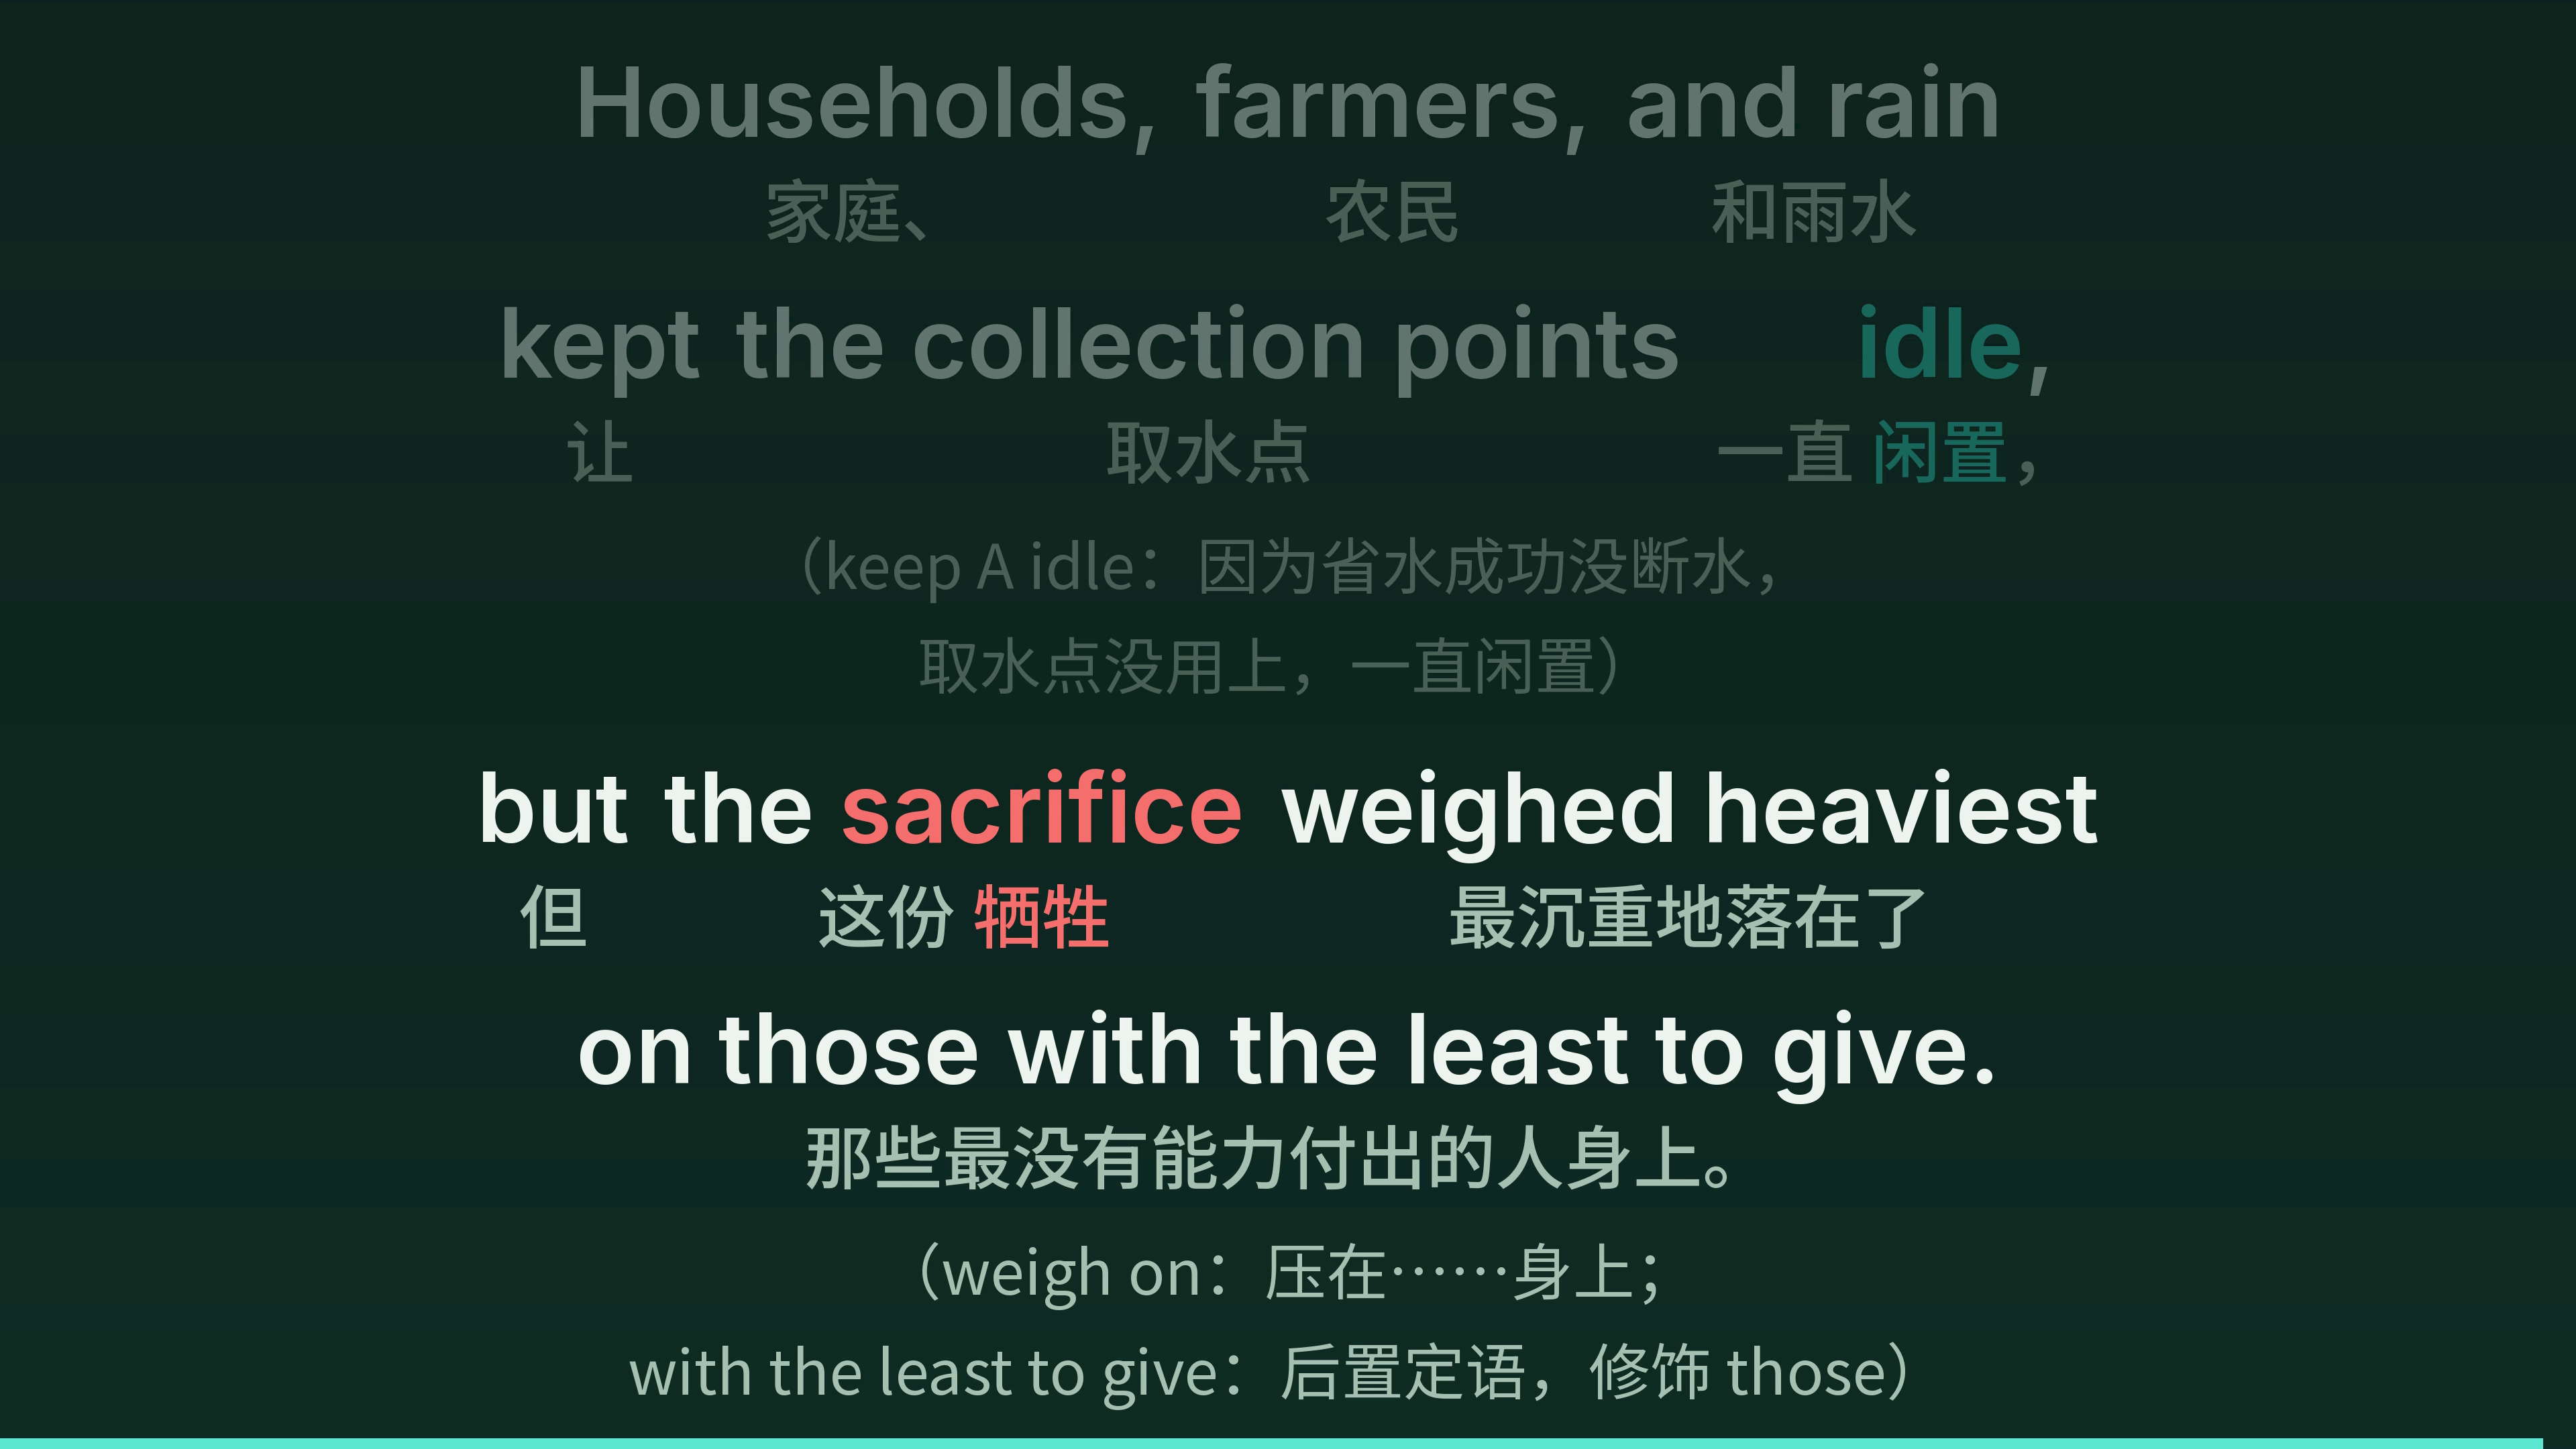 Households, farmers, and rain
家庭、 农民 和雨水
kept the collection points idle,
让 取水点 一直 闲置，
（keep A idle：因为省水成功没断水，
取水点没用上，一直闲置）
but the sacrifice weighed heaviest
但 这份 牺牲 最沉重地落在了
on those with the least to give.
那些最没有能力付出的人身上。
（weigh on：压在……身上；
with the least to give：后置定语，修饰 those）